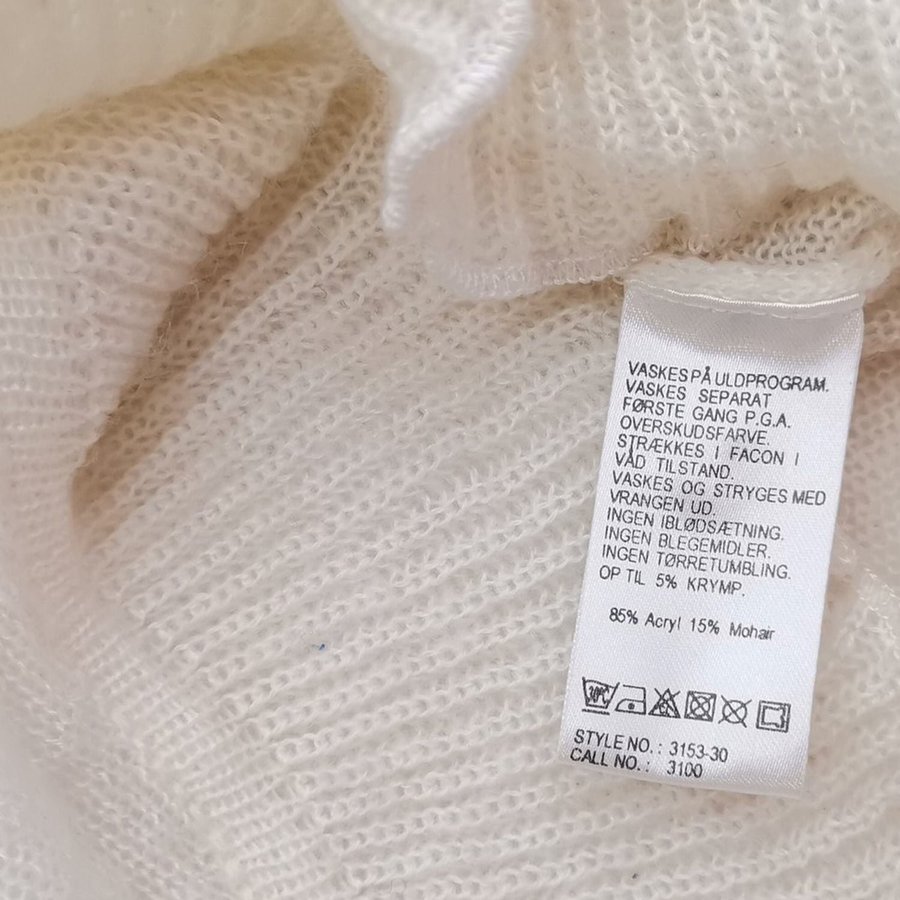 VASKES PÅ ULDPROGRAM.
VASKES SEPARAT
FØRSTE GANG P.G.A.
OVERSKUDSFARVE.
STRÆKKES I FACON I
VÅD TILSTAND.
VASKES OG STRYGES MED
VRANGEN UD.
INGEN IBLØDSÆTNING.
INGEN BLEGEMIDLER.
INGEN TØRRETUMBLING.
OP TIL 5% KRYMP.
85% Acryl 15% Mohair
30°C
STYLE NO.: 3153-30
CALL NO.: 3100